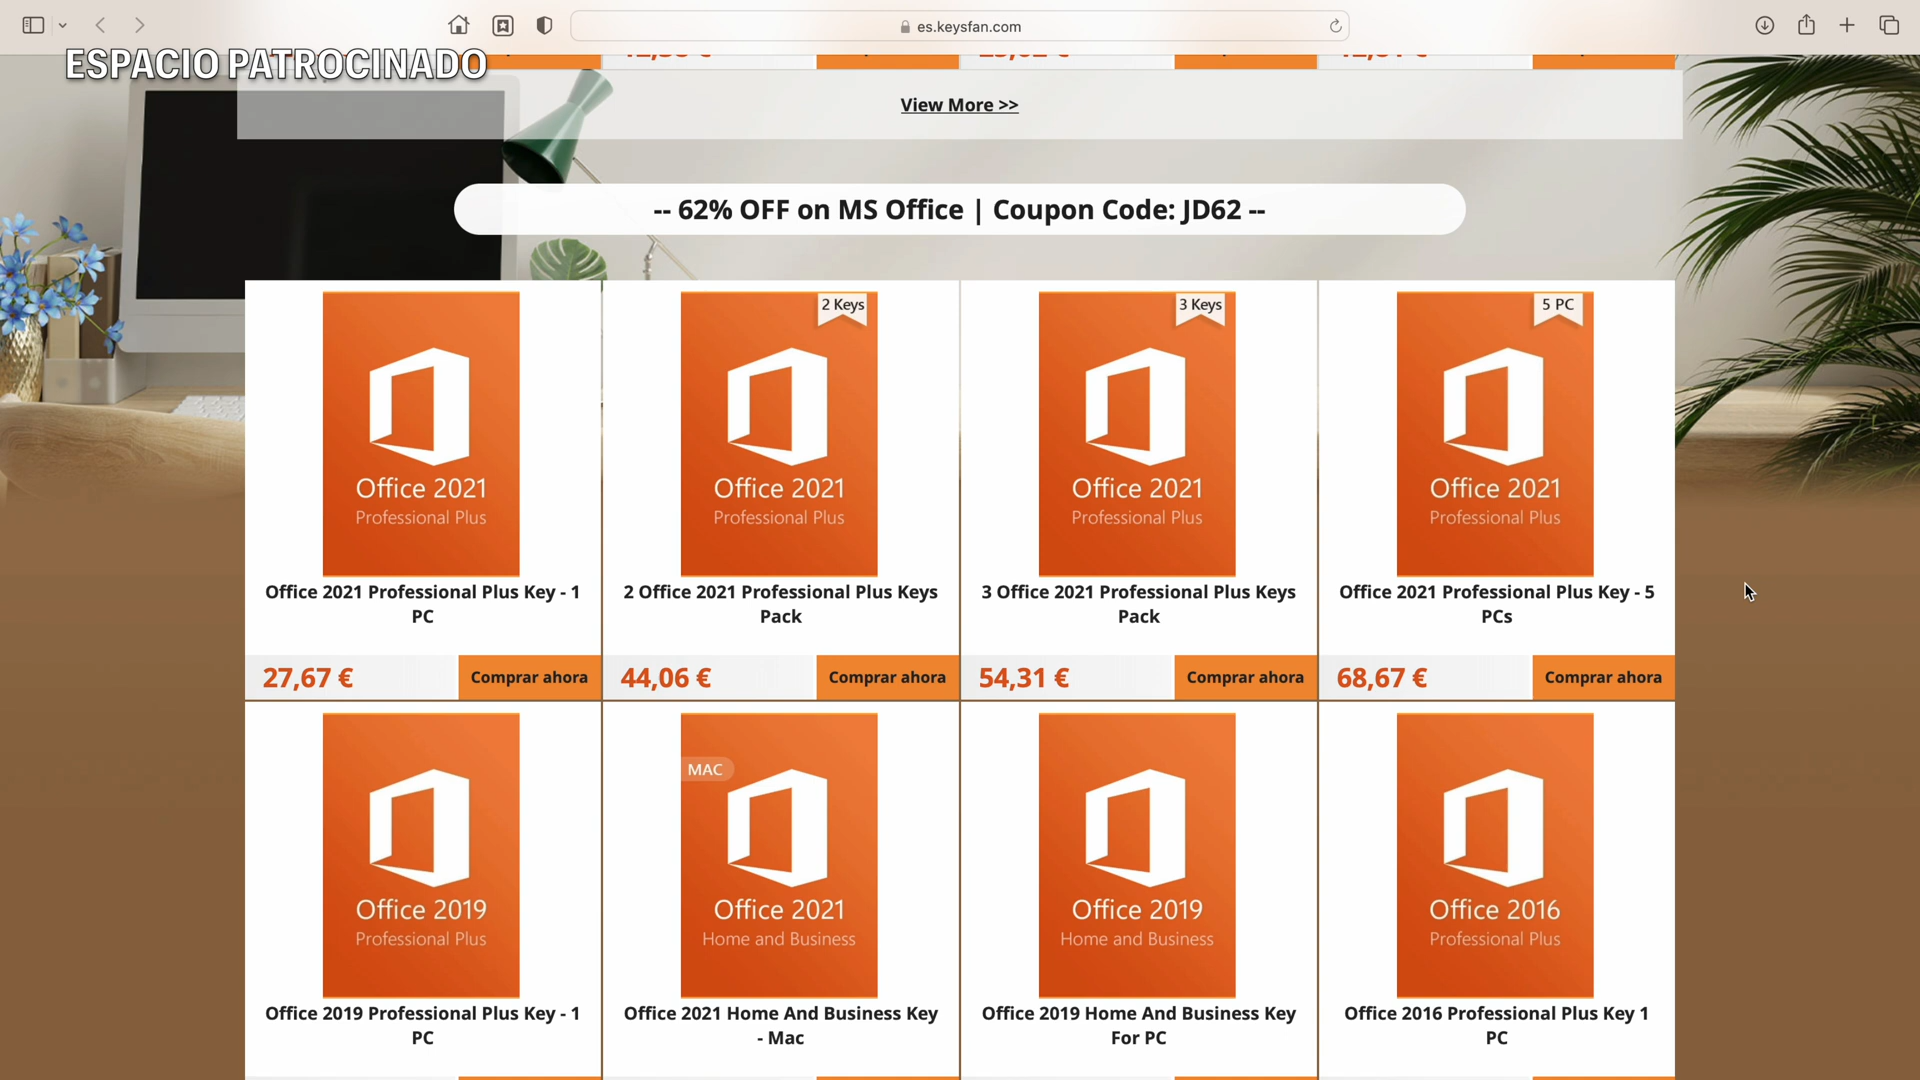 es.keysfan.com
ESPACIO PATROCINADO
View More >>
-- 62% OFF on MS Office | Coupon Code: JD62 --
2 Keys
3 Keys
5 PC
Office 2021
Professional Plus
Office 2021
Professional Plus
Office 2021
Professional Plus
Office 2021
Professional Plus
Office 2021 Professional Plus Key - 1
PC
2 Office 2021 Professional Plus Keys
Pack
3 Office 2021 Professional Plus Keys
Pack
Office 2021 Professional Plus Key - 5
PCs
27,67 €
Comprar ahora
44,06 €
Comprar ahora
54,31 €
Comprar ahora
68,67 €
Comprar ahora
MAC
Office 2019
Professional Plus
Office 2021
Home and Business
Office 2019
Home and Business
Office 2016
Professional Plus
Office 2019 Professional Plus Key - 1
PC
Office 2021 Home And Business Key
- Mac
Office 2019 Home And Business Key
For PC
Office 2016 Professional Plus Key 1
PC